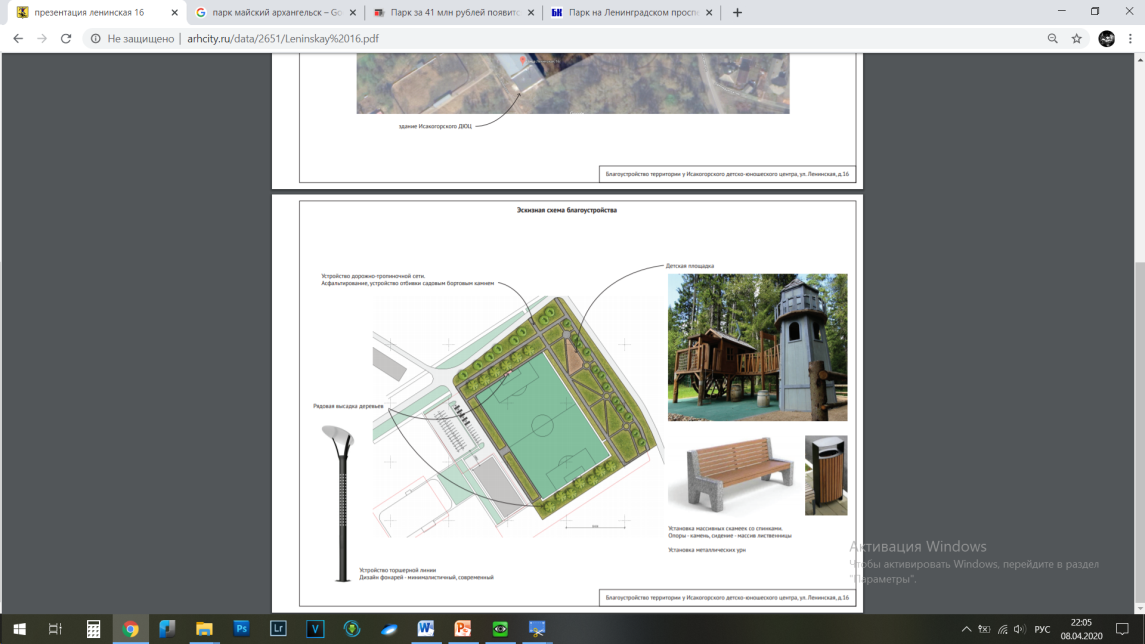 презентация ленинская 16
парк майский архангельск – Go
Парк за 41 млн рублей появитс
БК Парк на Ленинградском просп
Не защищено | arhcity.ru/data/2651/Leninskay%2016.pdf
здание Исакогорского ДЮЦ
Благоустройство территории у Исакогорского детско-юношеского центра, ул. Ленинская, д.16
Эскизная схема благоустройства
Детская площадка
Устройство дорожно-тропиночной сети.
Асфальтирование, устройство отбивки садовым бортовым камнем
Рядовая высадка деревьев
Установка массивных скамеек со спинками.
Опоры - камень, сидение - массив лиственницы
Установка металлических урн
Устройство торшерной линии
Дизайн фонарей - минималистичный, современный
Благоустройство территории у Исакогорского детско-юношеского центра, ул. Ленинская, д.16
Активация Windows
Чтобы активировать Windows, перейдите в раздел
"Параметры".
Ps
Lr
V
W
P
РУС
22:05
08.04.2020